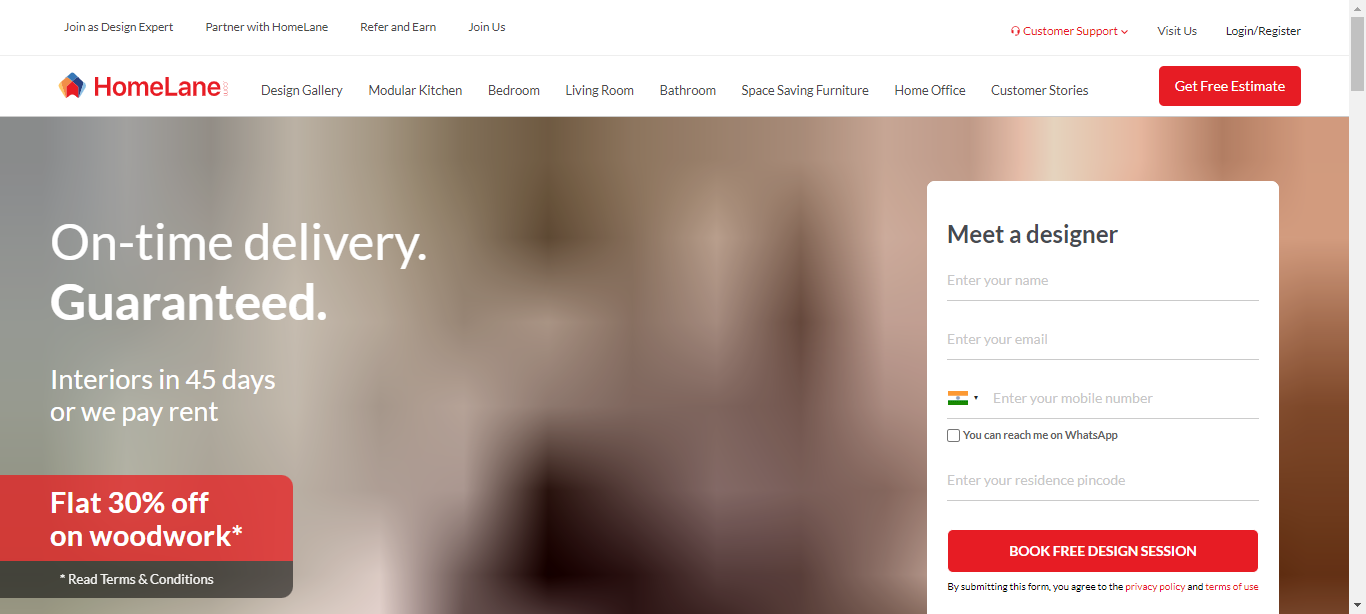 Join as Design Expert
Partner with HomeLane
Refer and Earn
Join Us
Customer Support
Visit Us
Login/Register
HomeLane
Design Gallery
Modular Kitchen
Bedroom
Living Room
Bathroom
Space Saving Furniture
Home Office
Customer Stories
Get Free Estimate
On-time delivery.
Guaranteed.
Interiors in 45 days
or we pay rent
Flat 30% off
on woodwork*
* Read Terms & Conditions
Meet a designer
Enter your name
Enter your email
Enter your mobile number
You can reach me on WhatsApp
Enter your residence pincode
BOOK FREE DESIGN SESSION
By submitting this form, you agree to the privacy policy and terms of use